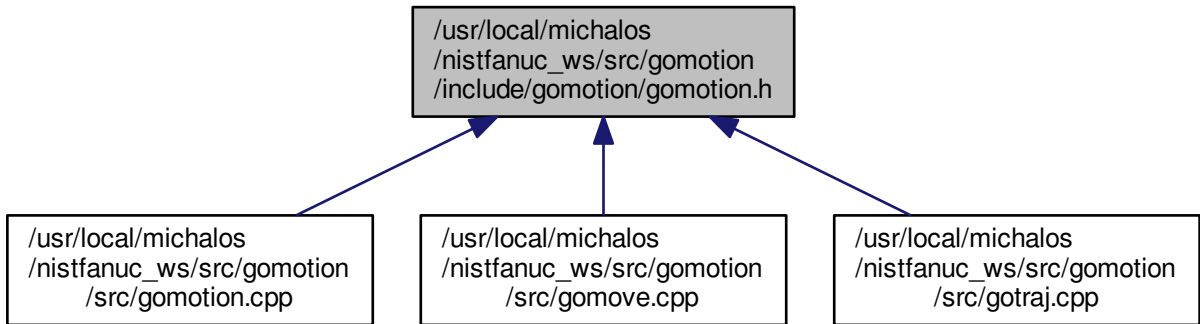 /usr/local/michalos
/nistfanuc_ws/src/gomotion
/include/gomotion/gomotion.h
/usr/local/michalos
/nistfanuc_ws/src/gomotion
/src/gomotion.cpp
/usr/local/michalos
/nistfanuc_ws/src/gomotion
/src/gomove.cpp
/usr/local/michalos
/nistfanuc_ws/src/gomotion
/src/gotraj.cpp